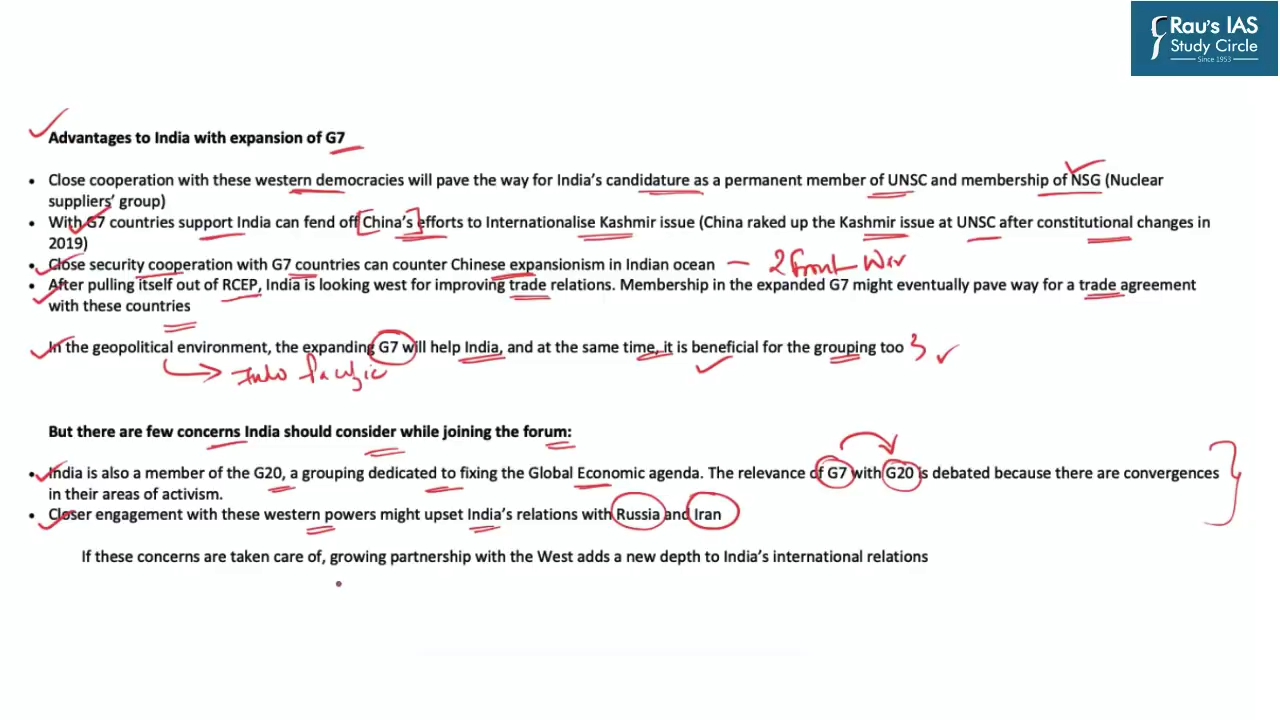 Rau's IAS
Study Circle
Since 1953
Advantages to India with expansion of G7
• Close cooperation with these western democracies will pave the way for India's candidature as a permanent member of UNSC and membership of NSG (Nuclear
suppliers' group)
• With G7 countries support India can fend off [China's] efforts to Internationalise Kashmir issue (China raked up the Kashmir issue at UNSC after constitutional changes in
2019)
• Close security cooperation with G7 countries can counter Chinese expansionism in Indian ocean — 2 front war
• After pulling itself out of RCEP, India is looking west for improving trade relations. Membership in the expanded G7 might eventually pave way for a trade agreement
with these countries
In the geopolitical environment, the expanding G7 will help India, and at the same time, it is beneficial for the grouping too
Indo Pacific
But there are few concerns India should consider while joining the forum:
• India is also a member of the G20, a grouping dedicated to fixing the Global Economic agenda. The relevance of G7 with G20 is debated because there are convergences
in their areas of activism.
• Closer engagement with these western powers might upset India's relations with Russia and Iran
If these concerns are taken care of, growing partnership with the West adds a new depth to India's international relations